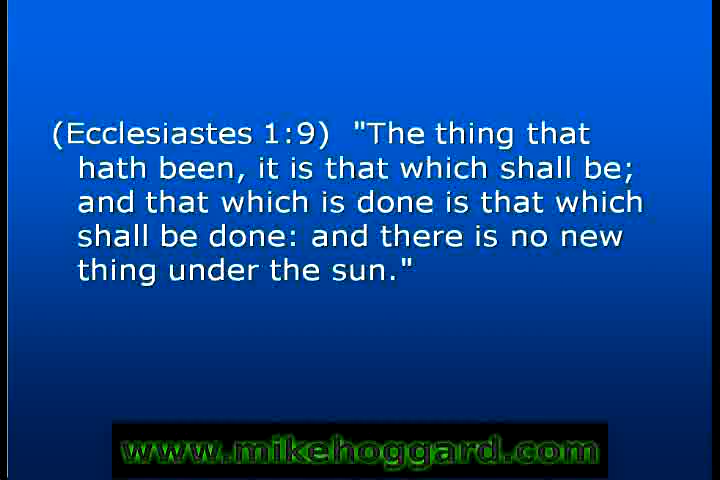 (Ecclesiastes 1:9) "The thing that
hath been, it is that which shall be;
and that which is done is that which
shall be done: and there is no new
thing under the sun."
www.mikehoggard.com